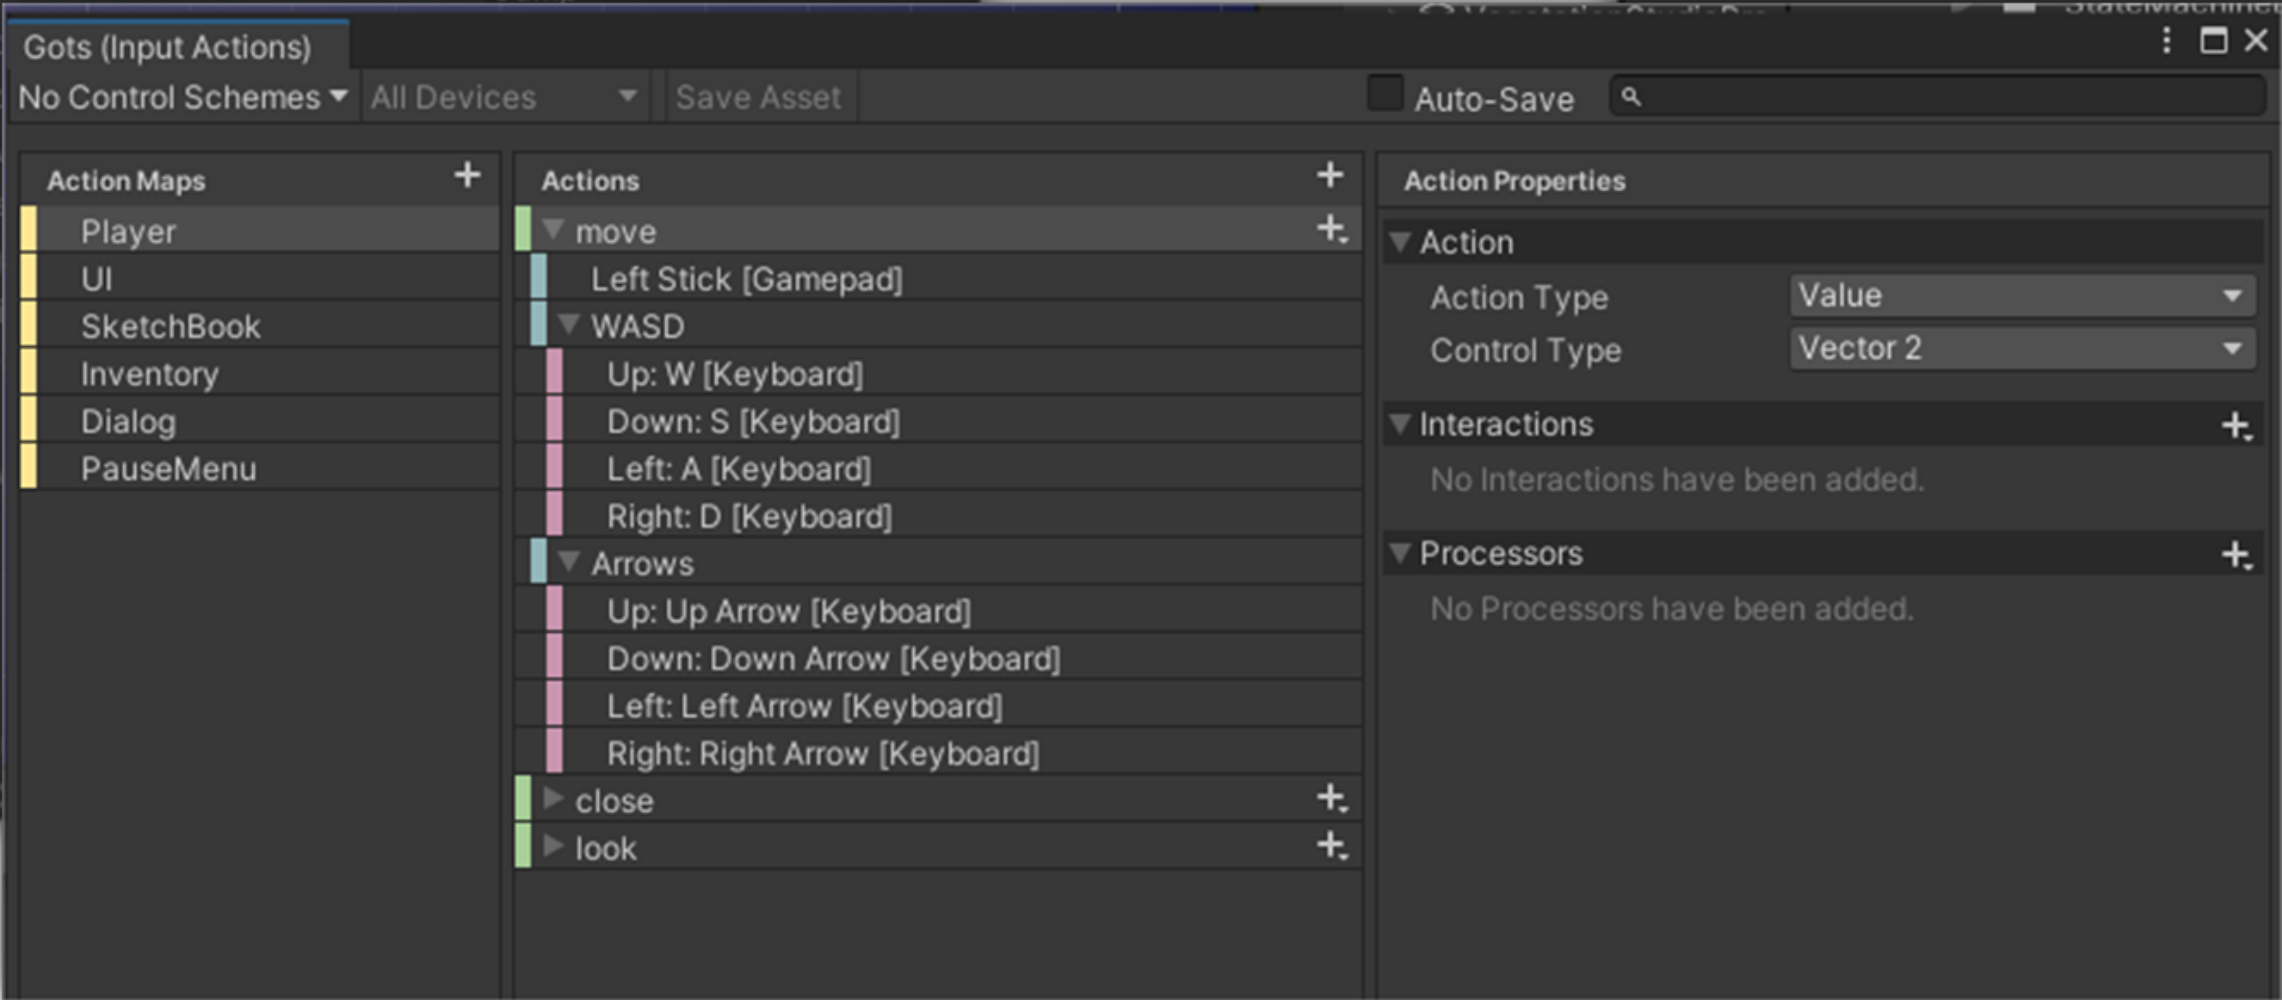 Gots (Input Actions)
No Control Schemes All Devices Save Asset Auto-Save
Action Maps
Player
UI
SketchBook
Inventory
Dialog
PauseMenu
Actions
move
Left Stick [Gamepad]
WASD
Up: W [Keyboard]
Down: S [Keyboard]
Left: A [Keyboard]
Right: D [Keyboard]
Arrows
Up: Up Arrow [Keyboard]
Down: Down Arrow [Keyboard]
Left: Left Arrow [Keyboard]
Right: Right Arrow [Keyboard]
close
look
Action Properties
Action
Action Type Value
Control Type Vector 2
Interactions
No Interactions have been added.
Processors
No Processors have been added.